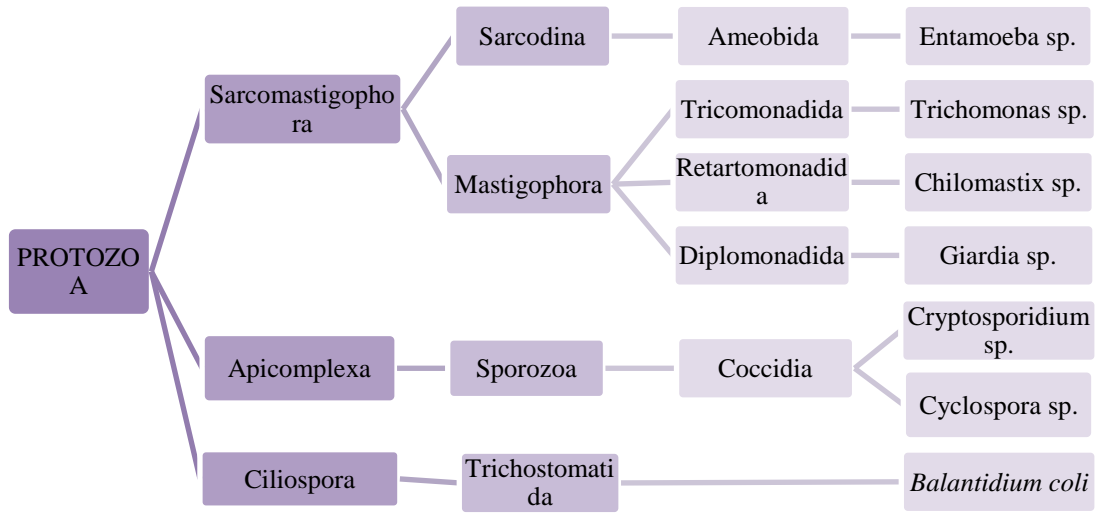 PROTOZO
A
Sarcomastigopho
ra
Sarcodina
Ameobida
Entamoeba sp.
Mastigophora
Tricomonadida
Trichomonas sp.
Retartomonadid
a
Chilomastix sp.
Diplomonadida
Giardia sp.
Apicomplexa
Sporozoa
Coccidia
Cryptosporidium
sp.
Cyclospora sp.
Ciliospora
Trichostomati
da
Balantidium coli